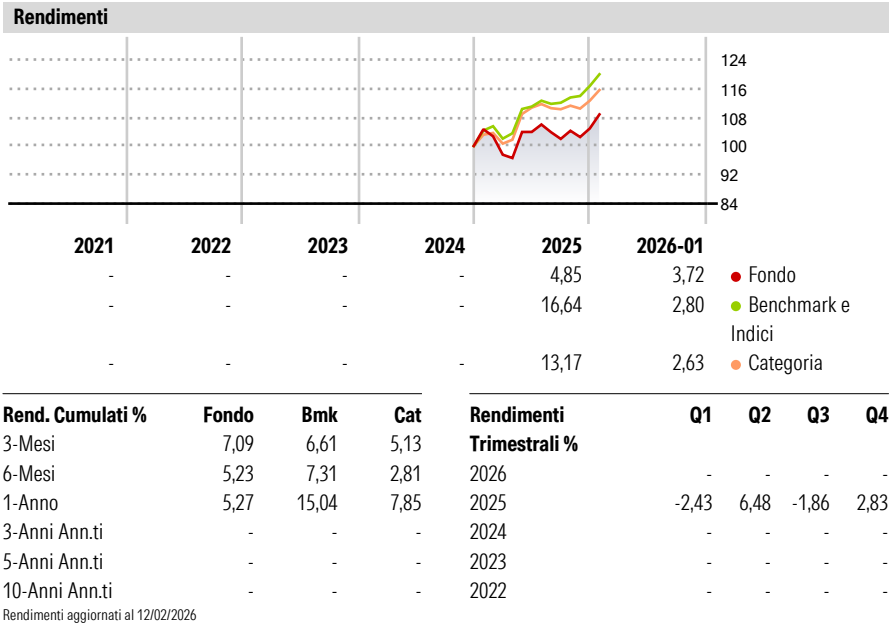 Rendimenti
124
116
108
100
92
84
2021 2022 2023 2024 2025 2026-01
- - - - 4,85 3,72 Fondo
- - - - 16,64 2,80 Benchmark e
Indici
- - - - 13,17 2,63 Categoria
Rend. Cumulati % Fondo Bmk Cat
3-Mesi 7,09 6,61 5,13
6-Mesi 5,23 7,31 2,81
1-Anno 5,27 15,04 7,85
3-Anni Ann.ti - - -
5-Anni Ann.ti - - -
10-Anni Ann.ti - - -
Rendimenti Q1 Q2 Q3 Q4
Trimestrali %
2026 - - - -
2025 -2,43 6,48 -1,86 2,83
2024 - - - -
2023 - - - -
2022 - - - -
Rendimenti aggiornati al 12/02/2026